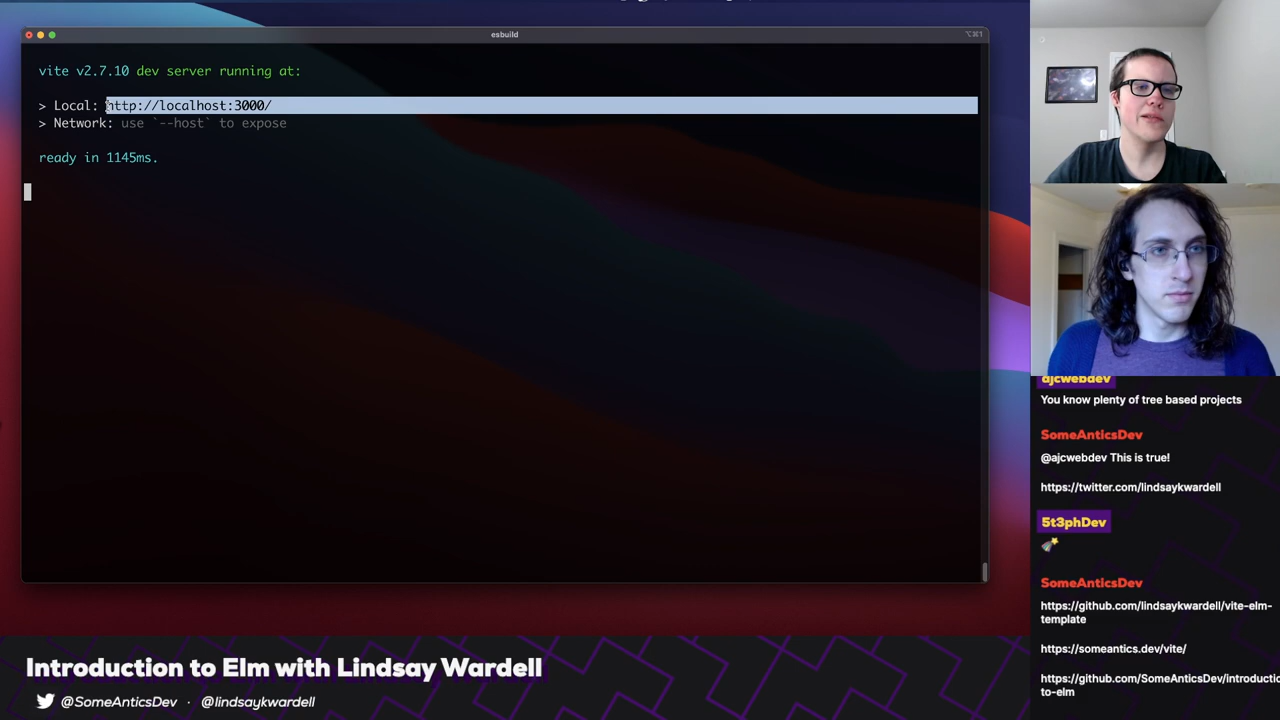 esbuild
⌥⌘1
vite v2.7.10 dev server running at:
> Local: http://localhost:3000/
> Network: use `--host` to expose
ready in 1145ms.
ajcwebdev
You know plenty of tree based projects
SomeAnticsDev
@ajcwebdev This is true!
https://twitter.com/lindsaykwardell
5t3phDev
SomeAnticsDev
https://github.com/lindsaykwardell/vite-elm-
template
https://someantics.dev/vite/
https://github.com/SomeAnticsDev/introductio
to-elm
Introduction to Elm with Lindsay Wardell
@SomeAnticsDev · @lindsaykwardell